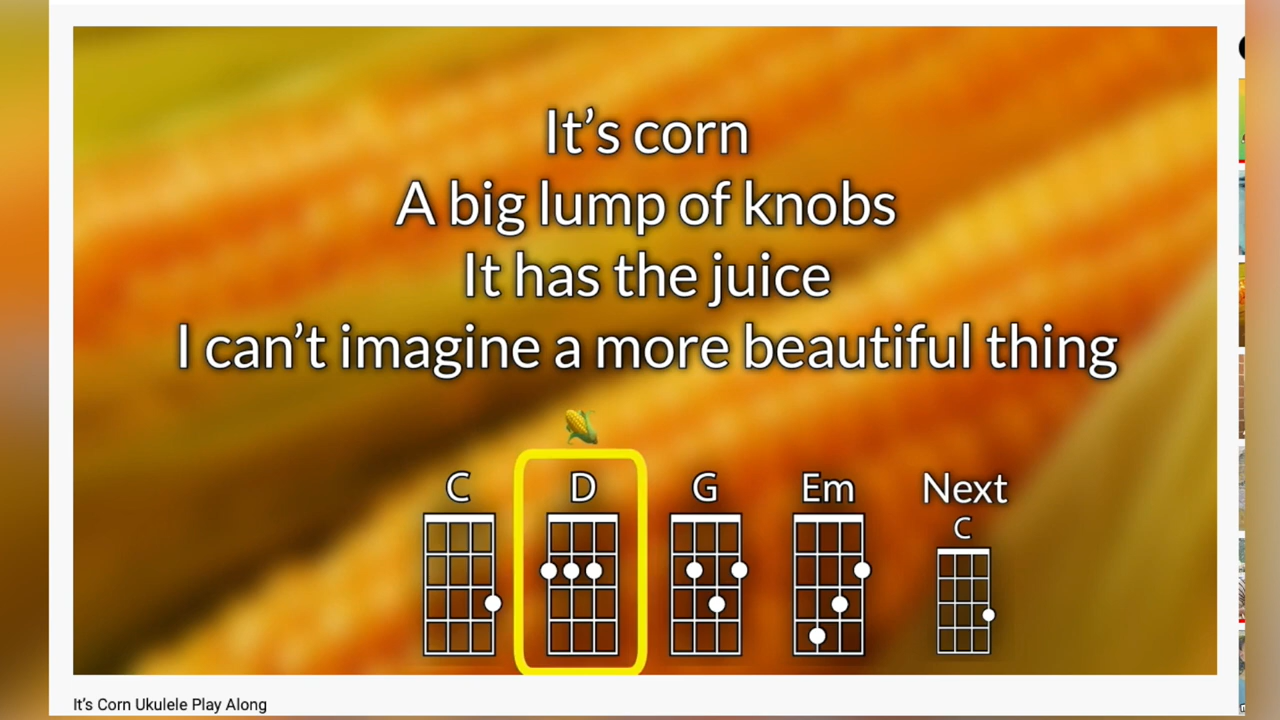 It’s corn
A big lump of knobs
It has the juice
I can’t imagine a more beautiful thing
C D G Em Next
C
It’s Corn Ukulele Play Along